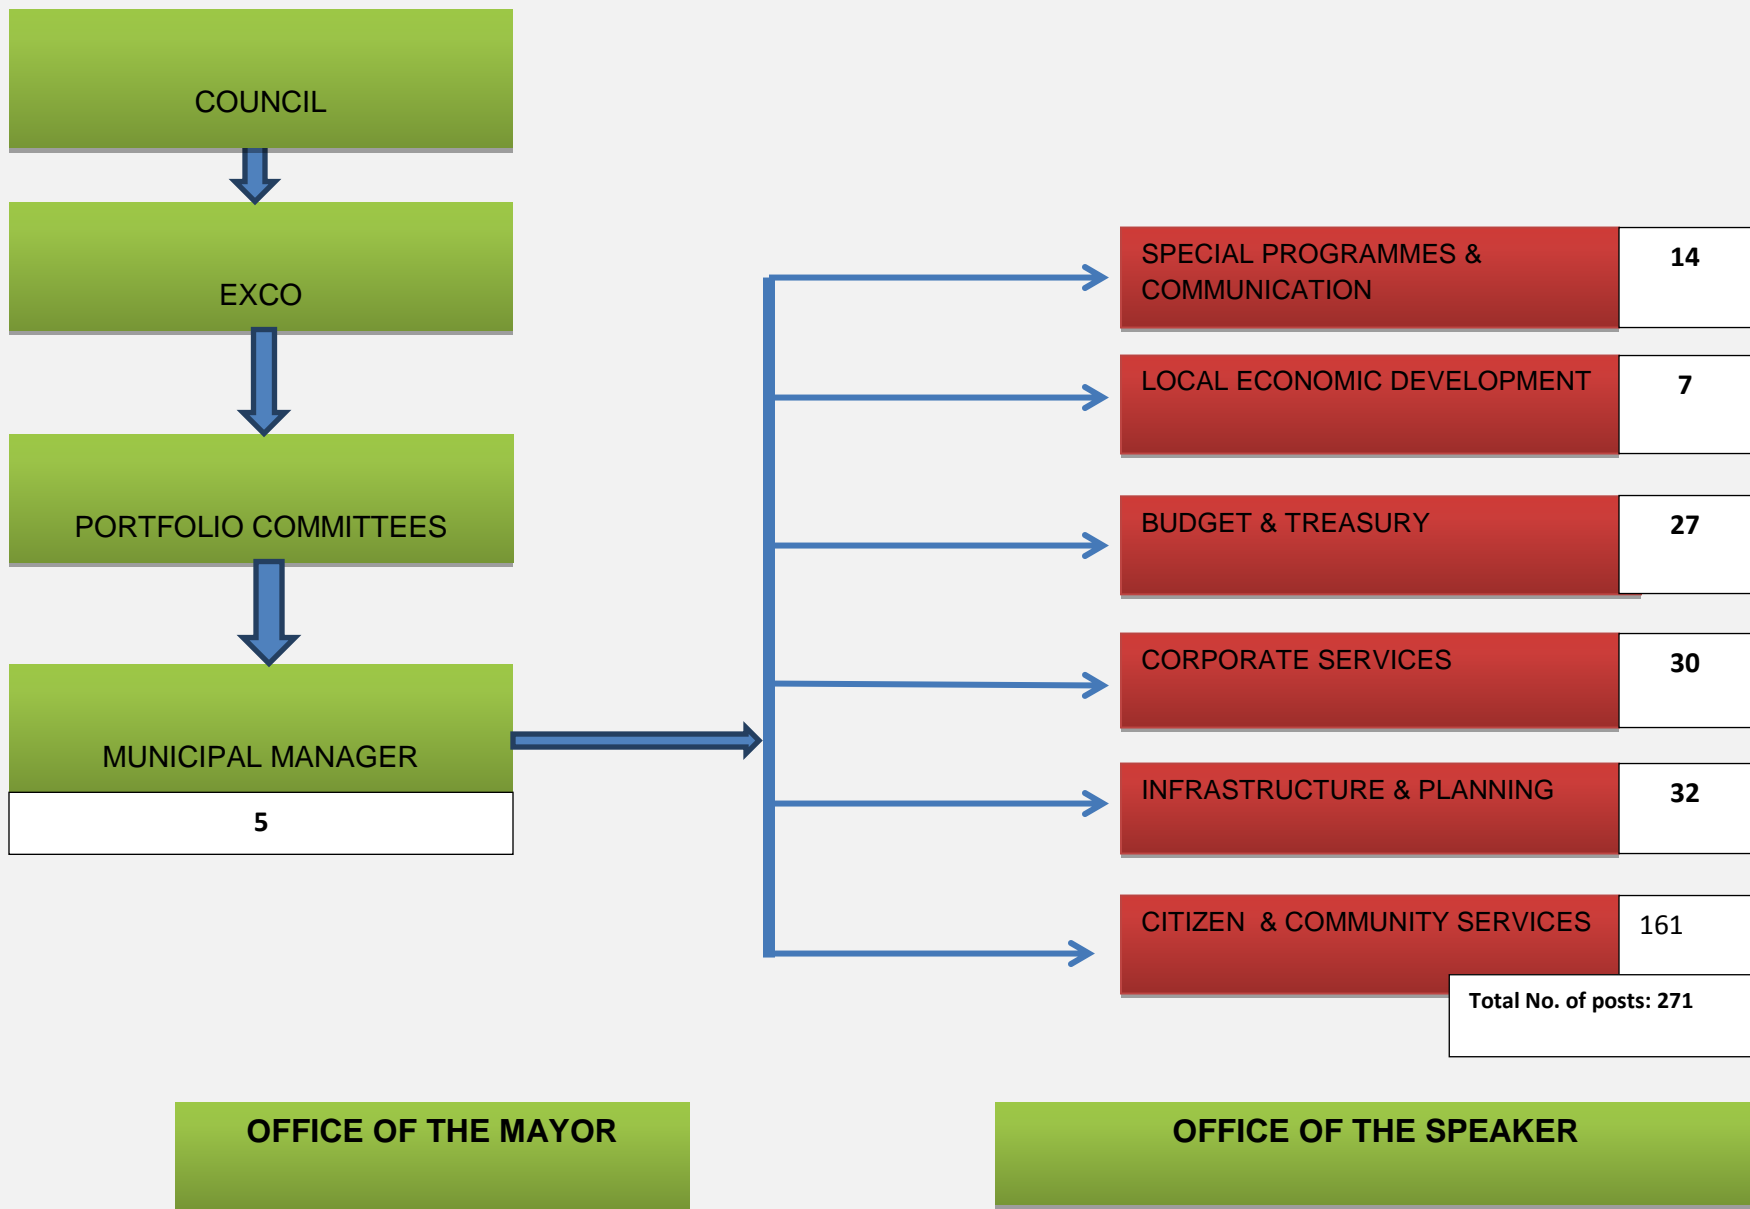 COUNCIL
EXCO
PORTFOLIO COMMITTEES
MUNICIPAL MANAGER
5
SPECIAL PROGRAMMES &
COMMUNICATION
14
LOCAL ECONOMIC DEVELOPMENT
7
BUDGET & TREASURY
27
CORPORATE SERVICES
30
INFRASTRUCTURE & PLANNING
32
CITIZEN  & COMMUNITY SERVICES
161
Total No. of posts: 271
OFFICE OF THE MAYOR
OFFICE OF THE SPEAKER